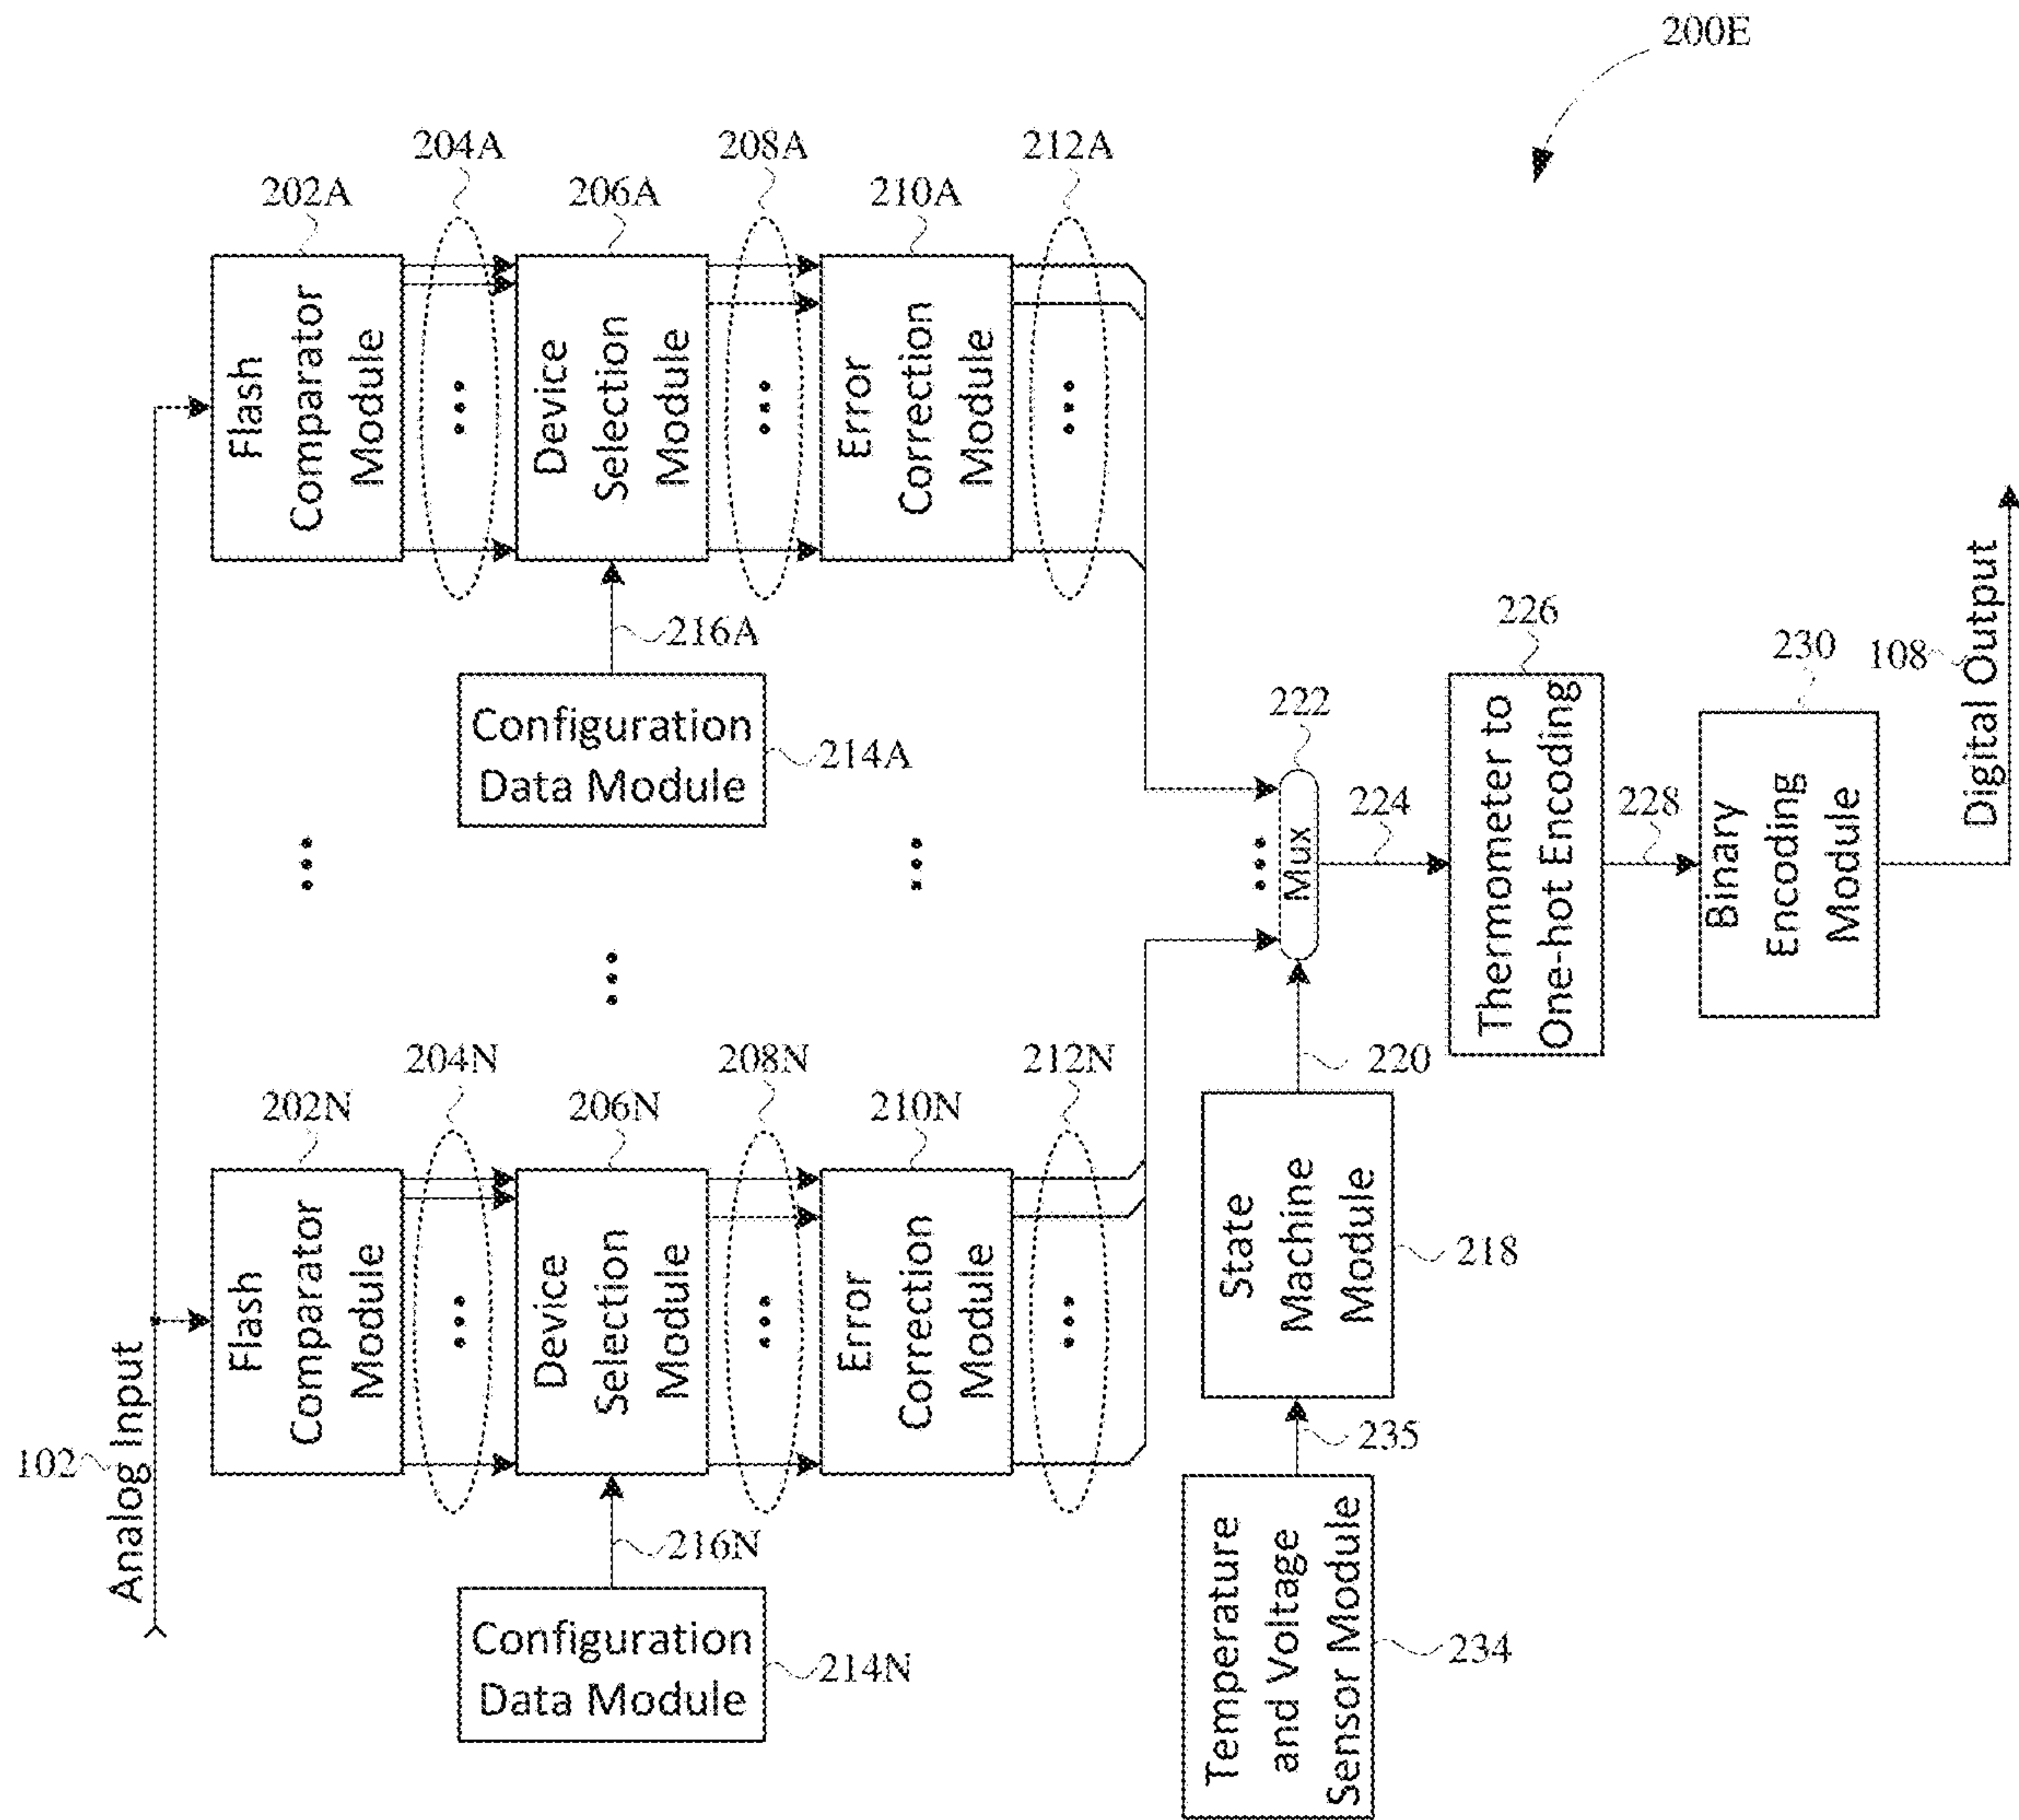 200E
204A
208A
212A
202A
206A
210A
Flash
Comparator
Module
Device
Selection
Module
Error
Correction
Module
216A
Configuration
Data Module
214A
226
230
108
Digital Output
222
Mux
224
Thermometer to
One-hot Encoding
228
Binary
Encoding
Module
204N
208N
212N
202N
206N
210N
220
Flash
Comparator
Module
Device
Selection
Module
Error
Correction
Module
State
Machine
Module
218
102
Analog Input
216N
235
Configuration
Data Module
214N
Temperature
and Voltage
Sensor Module
234